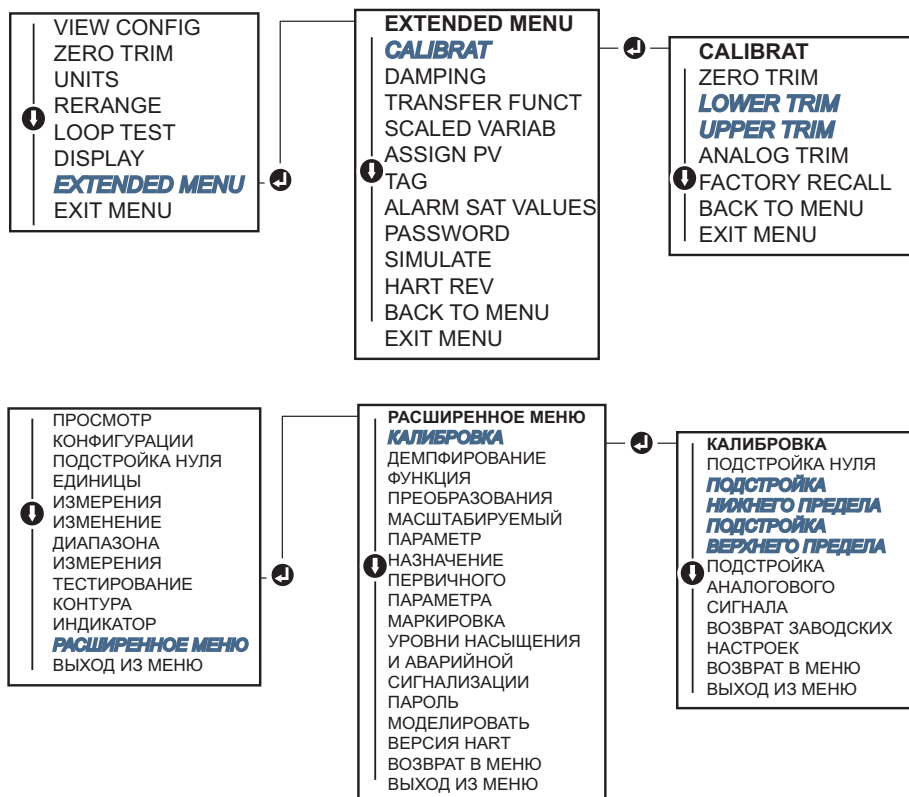 VIEW CONFIG
ZERO TRIM
UNITS
RERANGE
LOOP TEST
DISPLAY
EXTENDED MENU
EXIT MENU
EXTENDED MENU
CALIBRAT
DAMPING
TRANSFER FUNCT
SCALED VARIAB
ASSIGN PV
TAG
ALARM SAT VALUES
PASSWORD
SIMULATE
HART REV
BACK TO MENU
EXIT MENU
CALIBRAT
ZERO TRIM
LOWER TRIM
UPPER TRIM
ANALOG TRIM
FACTORY RECALL
BACK TO MENU
EXIT MENU
ПРОСМОТР
КОНФИГУРАЦИИ
ПОДСТРОЙКА НУЛЯ
ЕДИНИЦЫ
ИЗМЕРЕНИЯ
ИЗМЕНЕНИЕ
ДИАПАЗОНА
ИЗМЕРЕНИЯ
ТЕСТИРОВАНИЕ
КОНТУРА
ИНДИКАТОР
РАСШИРЕННОЕ МЕНЮ
ВЫХОД ИЗ МЕНЮ
РАСШИРЕННОЕ МЕНЮ
КАЛИБРОВКА
ДЕМПФИРОВАНИЕ
ФУНКЦИЯ
ПРЕОБРАЗОВАНИЯ
МАСШТАБИРУЕМЫЙ
ПАРАМЕТР
НАЗНАЧЕНИЕ
ПЕРВИЧНОГО
ПАРАМЕТРА
МАРКИРОВКА
УРОВНИ НАСЫЩЕНИЯ
И АВАРИЙНОЙ
СИГНАЛИЗАЦИИ
ПАРОЛЬ
МОДЕЛИРОВАТЬ
ВЕРСИЯ HART
ВОЗВРАТ В МЕНЮ
ВЫХОД ИЗ МЕНЮ
КАЛИБРОВКА
ПОДСТРОЙКА НУЛЯ
ПОДСТРОЙКА
НИЖНЕГО ПРЕДЕЛА
ПОДСТРОЙКА
ВЕРХНЕГО ПРЕДЕЛА
ПОДСТРОЙКА
АНАЛОГОВОГО
СИГНАЛА
ВОЗВРАТ ЗАВОДСКИХ
НАСТРОЕК
ВОЗВРАТ В МЕНЮ
ВЫХОД ИЗ МЕНЮ